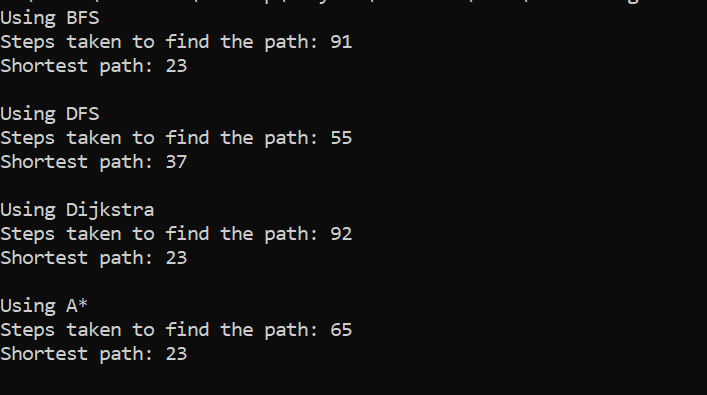 Using BFS
Steps taken to find the path: 91
Shortest path: 23
Using DFS
Steps taken to find the path: 55
Shortest path: 37
Using Dijkstra
Steps taken to find the path: 92
Shortest path: 23
Using A*
Steps taken to find the path: 65
Shortest path: 23